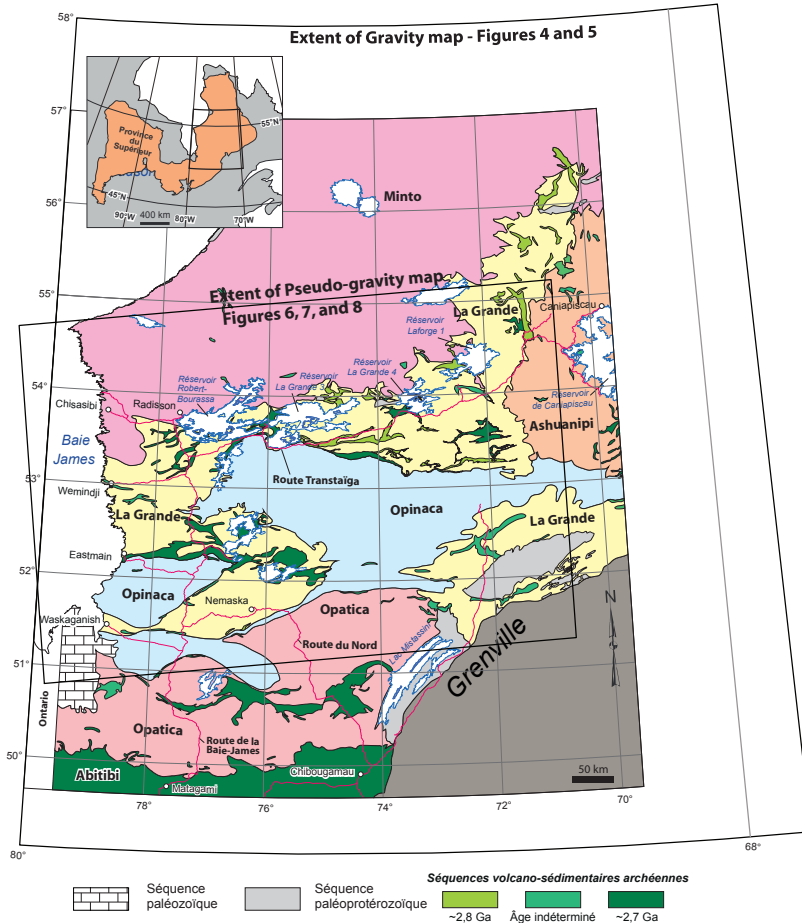 58°
Extent of Gravity map - Figures 4 and 5
57°
55°N
Province
du
Supérieur
45°N
90°W
400 km
80°W
70°W
56°
Minto
55°
Extent of Pseudo-gravity map
Figures 6, 7, and 8
La Grande
Caniapiscau
Réservoir
Laforge 1
Réservoir
La Grande 4
Réservoir
La Grande 3
Réservoir
Robert-
Bourassa
54°
Chisasibi
Radisson
Réservoir
de Caniapiscau
Ashuanipi
Baie
James
53°
Route Transtaïga
Wemindji
La Grande
Opinaca
La Grande
Eastmain
52°
Opinaca
Nemaska
Opatica
N
Waskaganish
Route du Nord
Lac Mistassini
Grenville
51°
Ontario
Opatica
Route de la
Baie-James
50°
Abitibi
Matagami
Chibougamau
50 km
78°
76°
74°
72°
70°
80°
68°
Séquence
paléozoïque
Séquence
paléoprotérozoïque
Séquences volcano-sédimentaires archéennes
~2,8 Ga
Âge indéterminé
~2,7 Ga